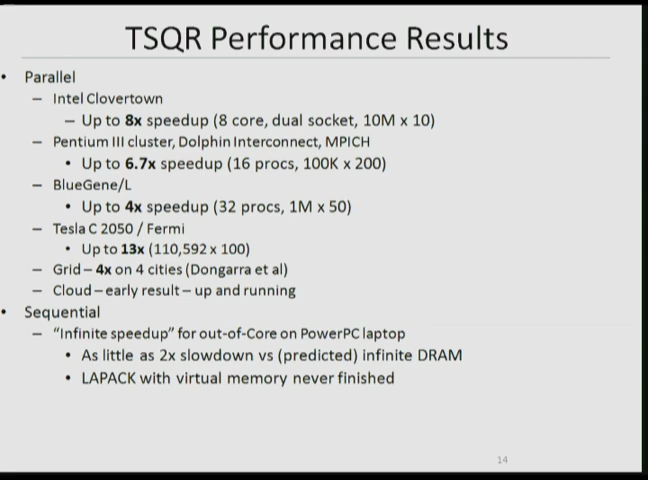 TSQR Performance Results
• Parallel
– Intel Clovertown
– Up to 8x speedup (8 core, dual socket, 10M x 10)
– Pentium III cluster, Dolphin Interconnect, MPICH
• Up to 6.7x speedup (16 procs, 100K x 200)
– BlueGene/L
• Up to 4x speedup (32 procs, 1M x 50)
– Tesla C 2050 / Fermi
• Up to 13x (110,592 x 100)
– Grid – 4x on 4 cities (Dongarra et al)
– Cloud – early result – up and running
• Sequential
– “Infinite speedup” for out-of-Core on PowerPC laptop
• As little as 2x slowdown vs (predicted) infinite DRAM
• LAPACK with virtual memory never finished
14